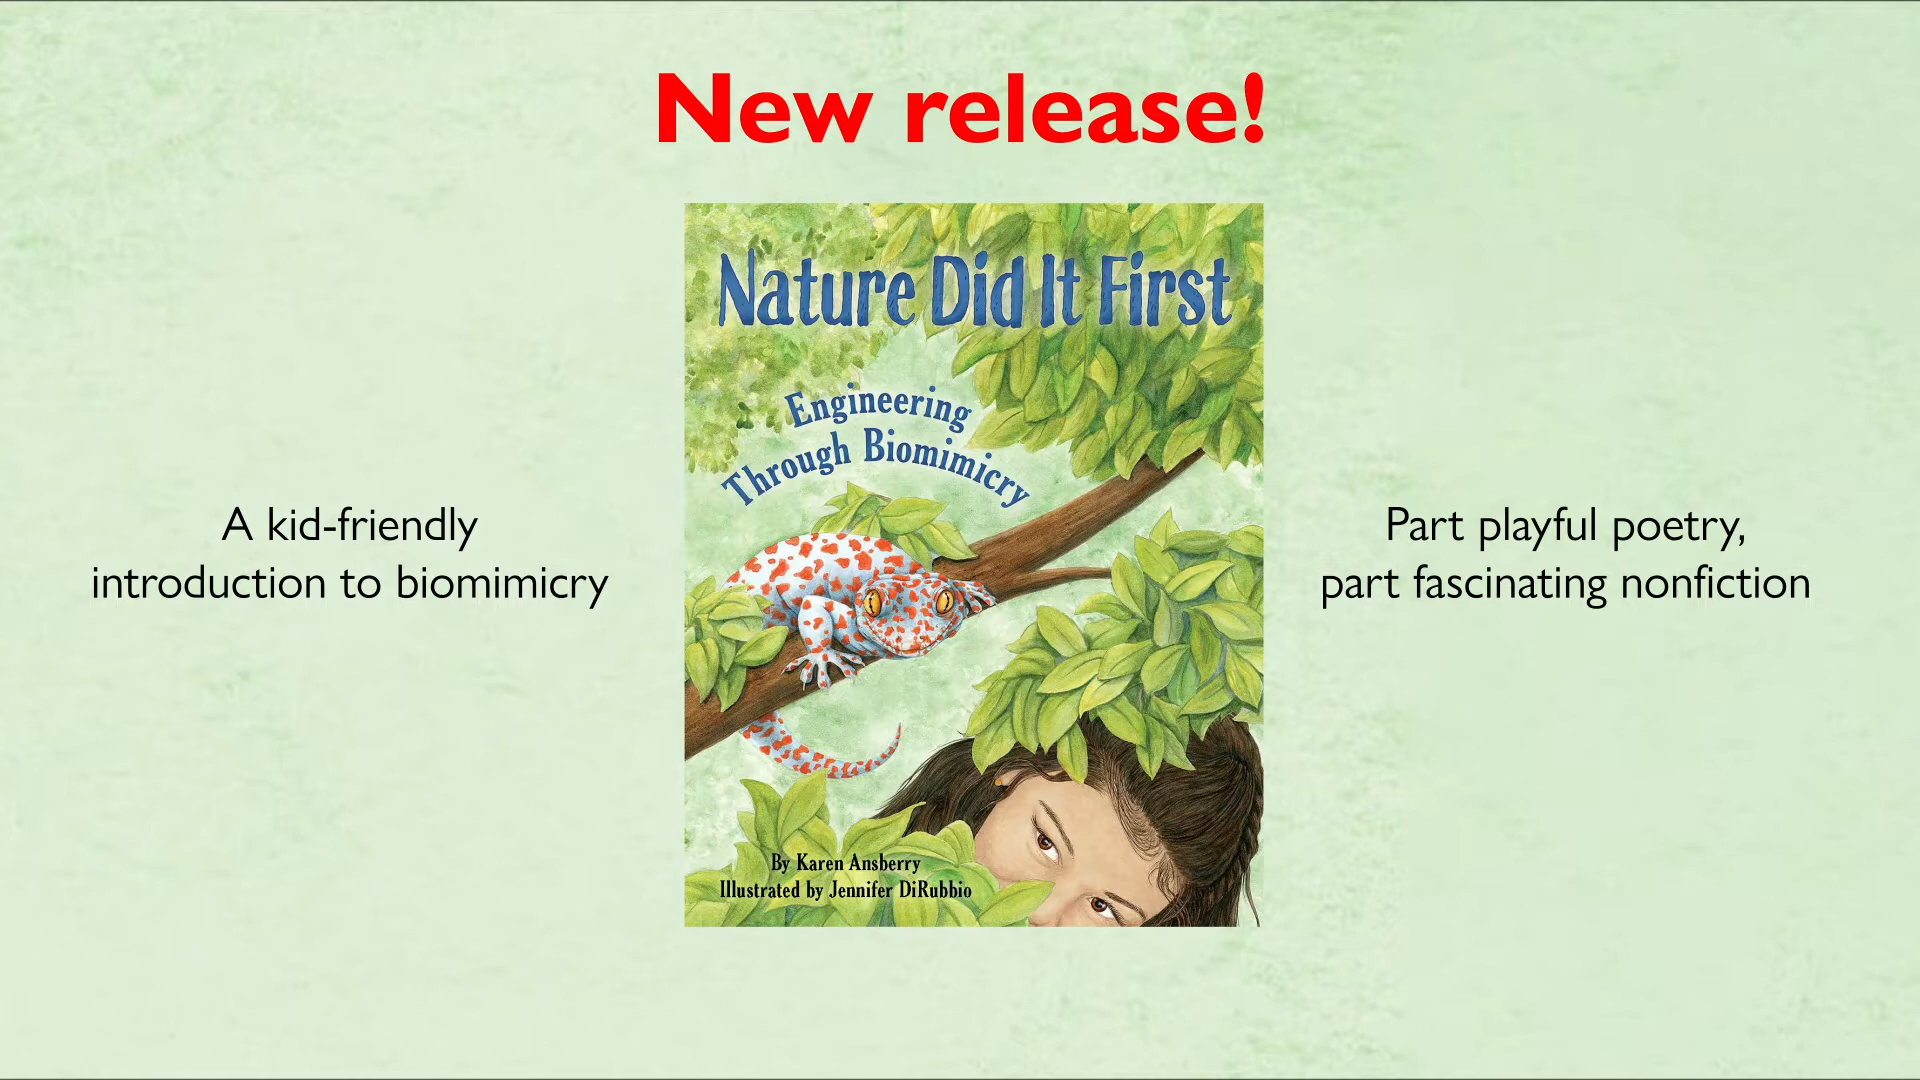 New release!
Nature Did It First
Engineering
Through Biomimicry
A kid-friendly
introduction to biomimicry
Part playful poetry,
part fascinating nonfiction
By Karen Ansberry
Illustrated by Jennifer DiRubbio